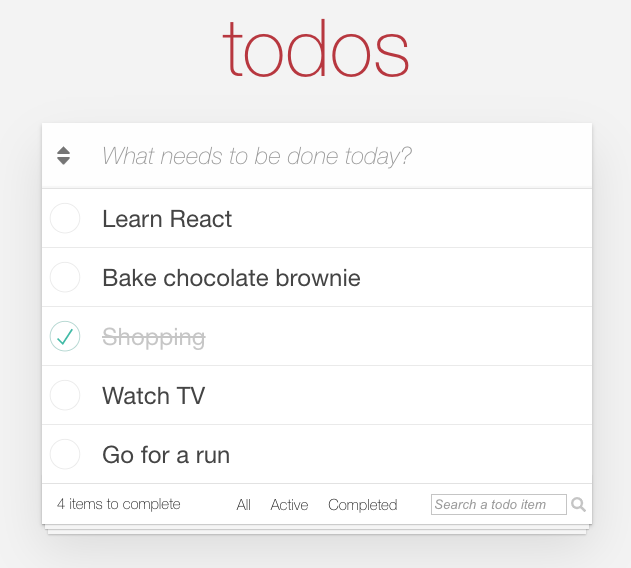 todos
What needs to be done today?
Learn React
Bake chocolate brownie
Shopping
Watch TV
Go for a run
4 items to complete All Active Completed Search a todo item